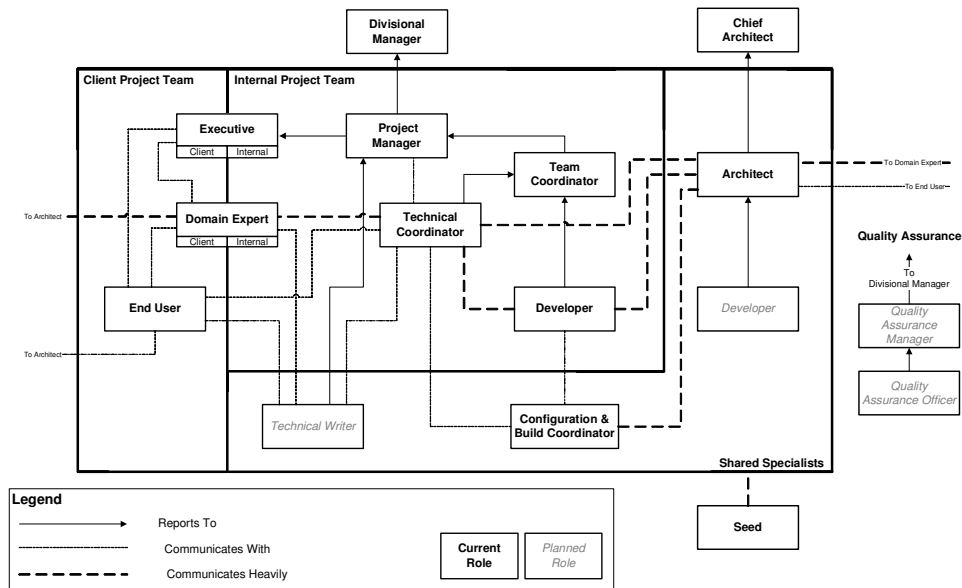 Divisional
Manager
Chief
Architect
Client Project Team
Internal Project Team
Executive
Client
Internal
Project
Manager
Team
Coordinator
Architect
To Domain Expert
To End User
To Architect
Domain Expert
Client
Internal
Technical
Coordinator
Quality Assurance
To
Divisional Manager
End User
Developer
Developer
Quality
Assurance
Manager
To Architect
Quality
Assurance Officer
Technical Writer
Configuration &
Build Coordinator
Shared Specialists
Legend
Reports To
Communicates With
Communicates Heavily
Current
Role
Planned
Role
Seed